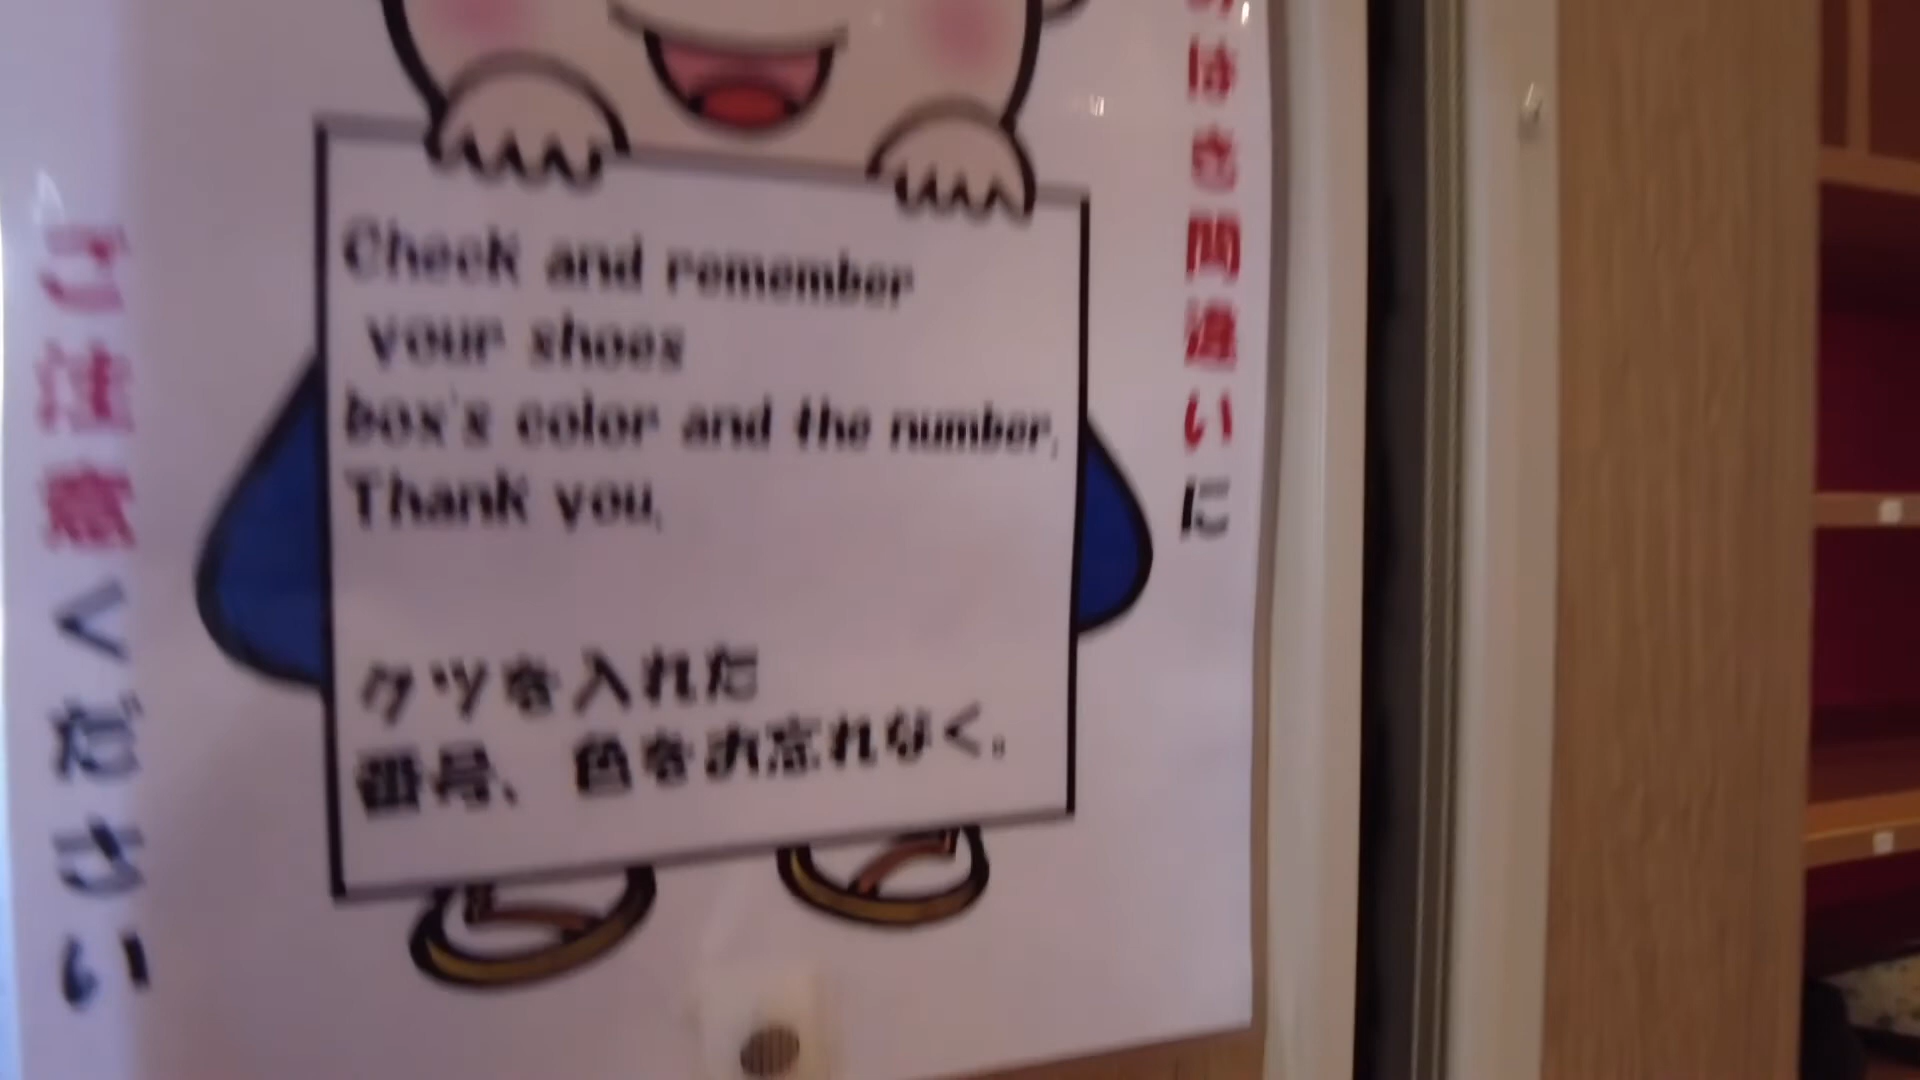 はき間違いに
Check and remember
your shoes
box's color and the number,
Thank you,
クツを入れた
番号、色をお忘れなく。
ご注意ください